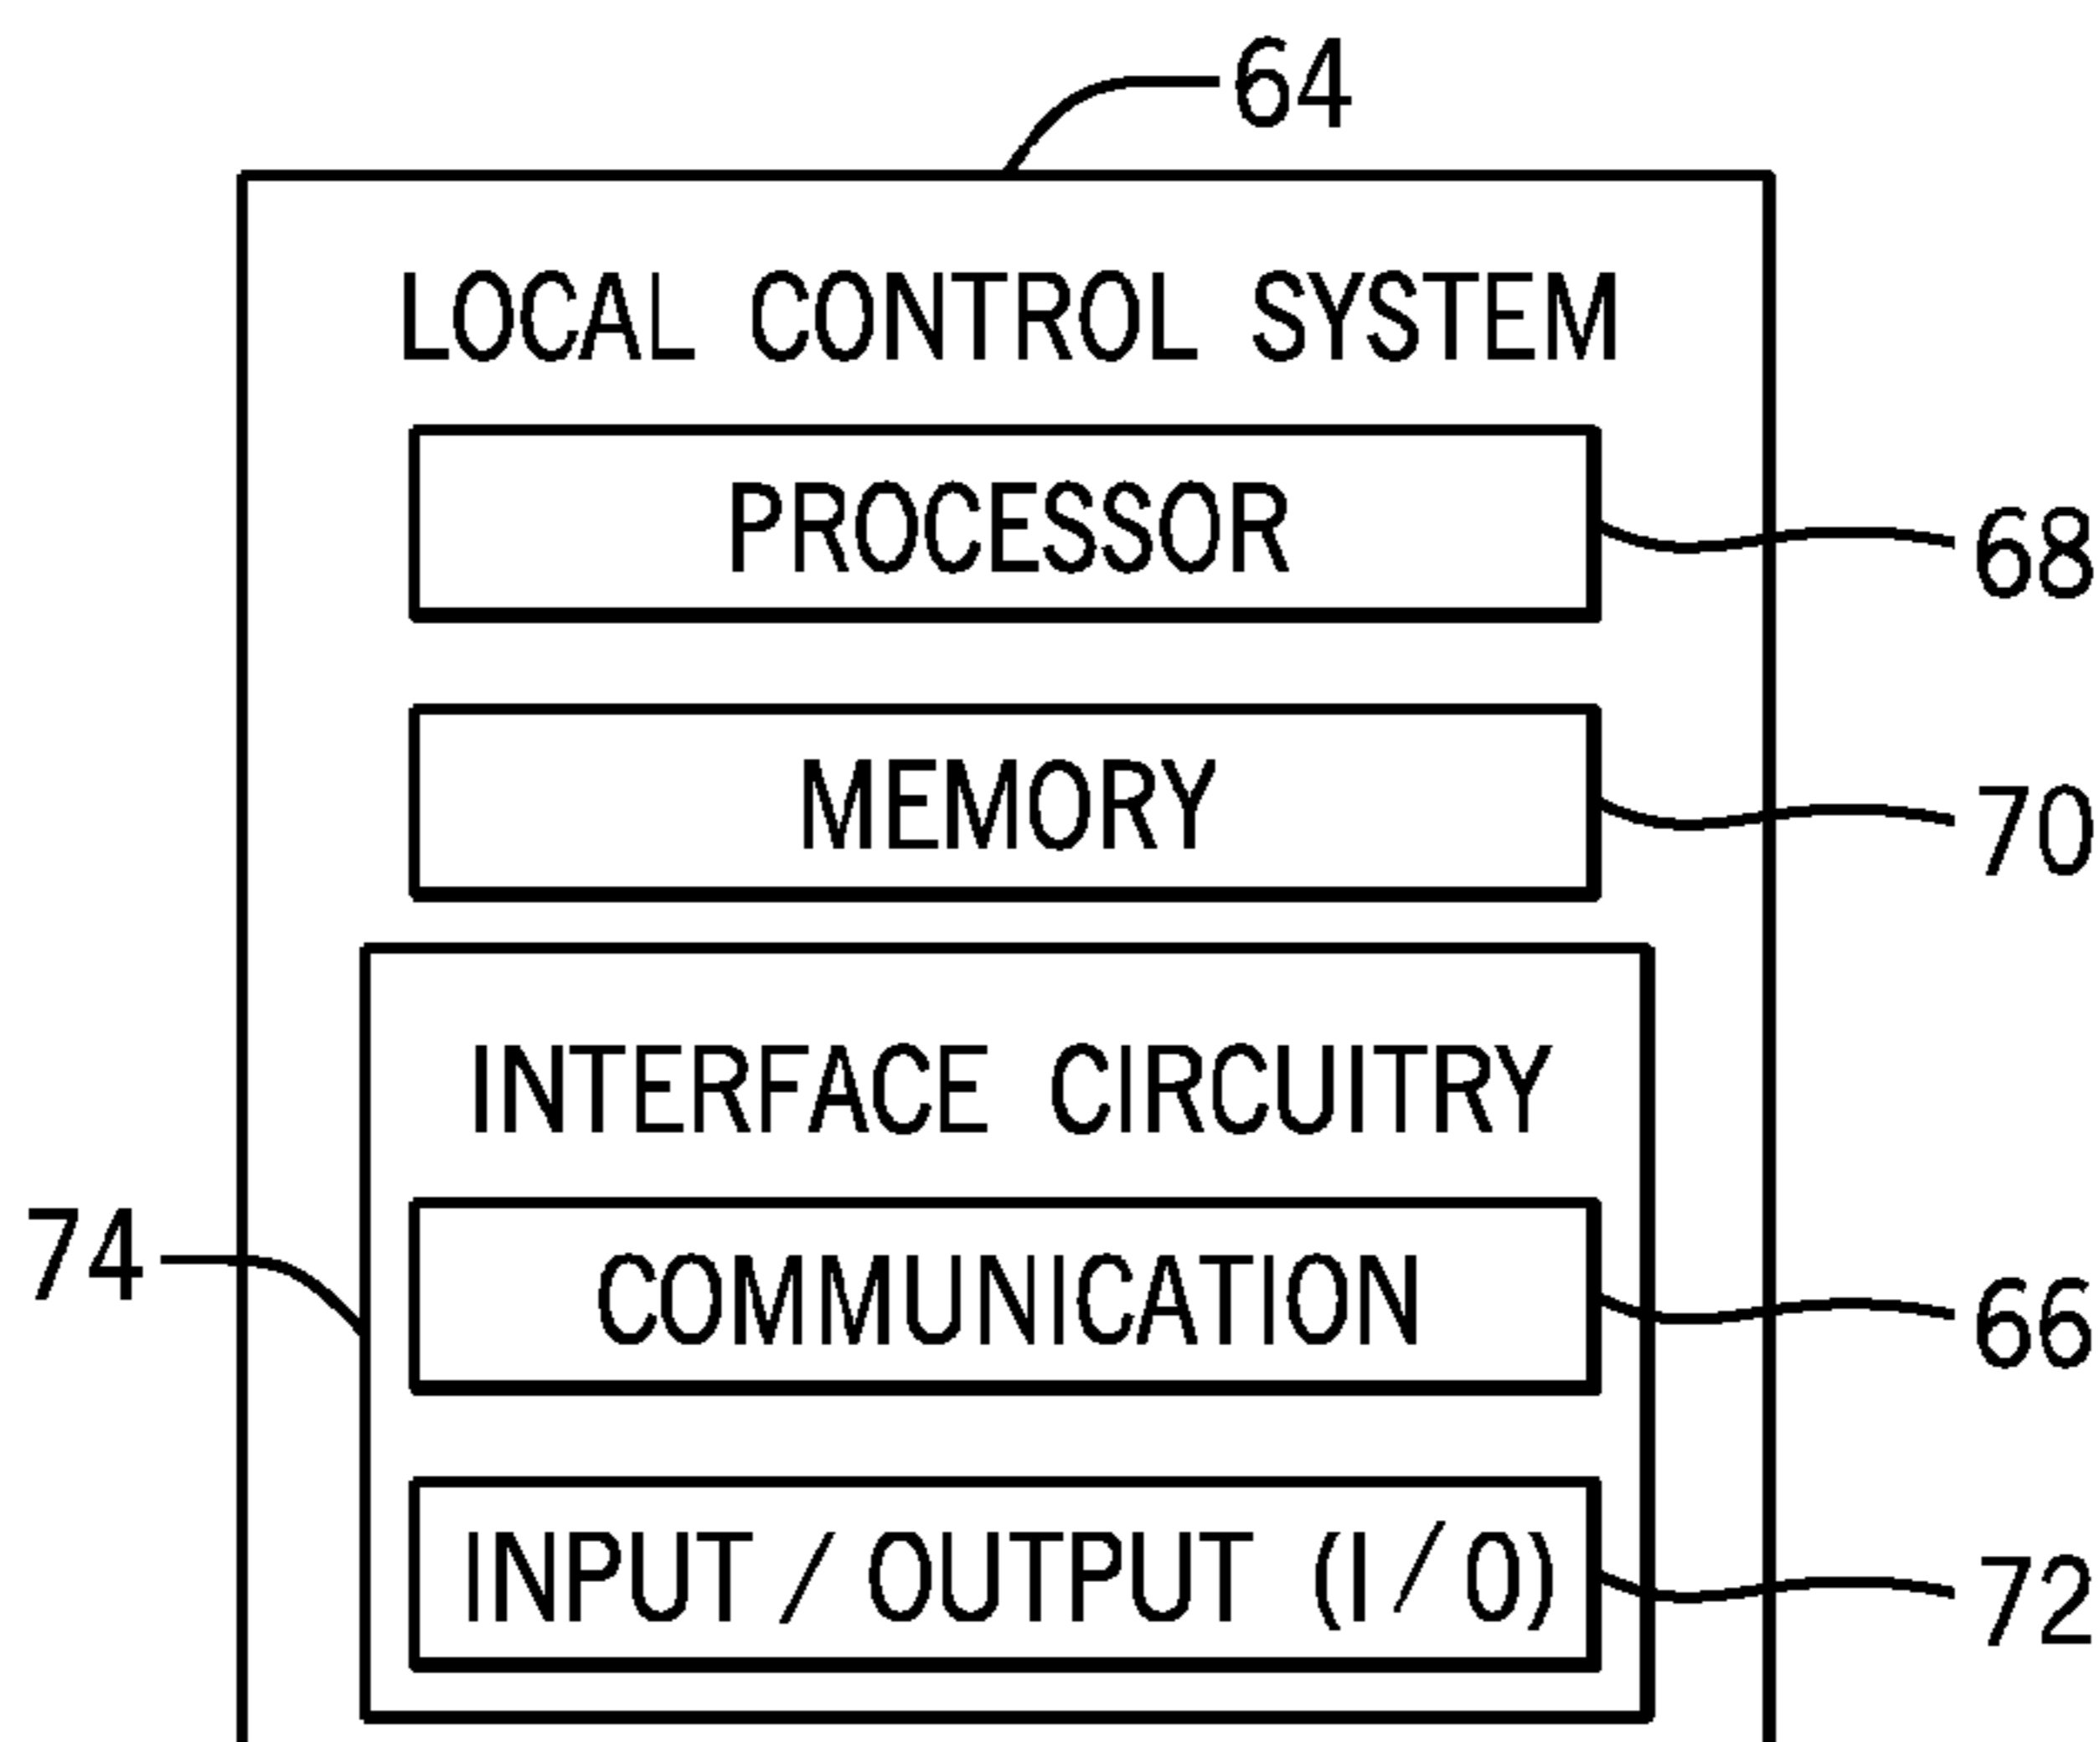 64
LOCAL CONTROL SYSTEM
PROCESSOR
68
MEMORY
70
INTERFACE CIRCUITRY
74
COMMUNICATION
66
INPUT / OUTPUT (I/O)
72